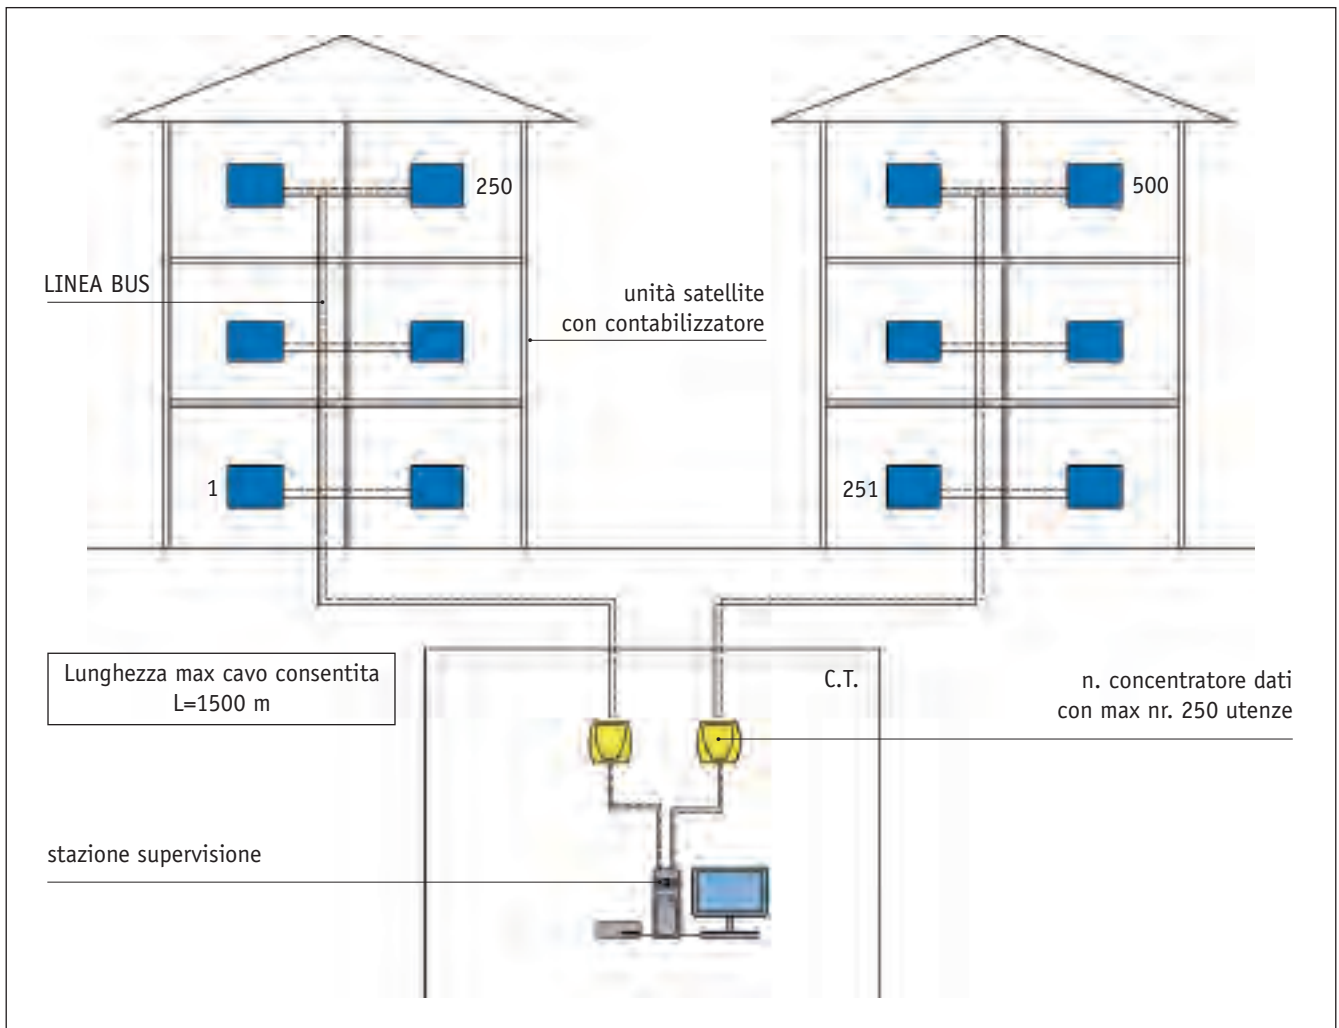 250
500
LINEA BUS
unità satellite
con contabilizzatore
1
251
Lunghezza max cavo consentita
L=1500 m
C.T.
n. concentratore dati
con max nr. 250 utenze
stazione supervisione